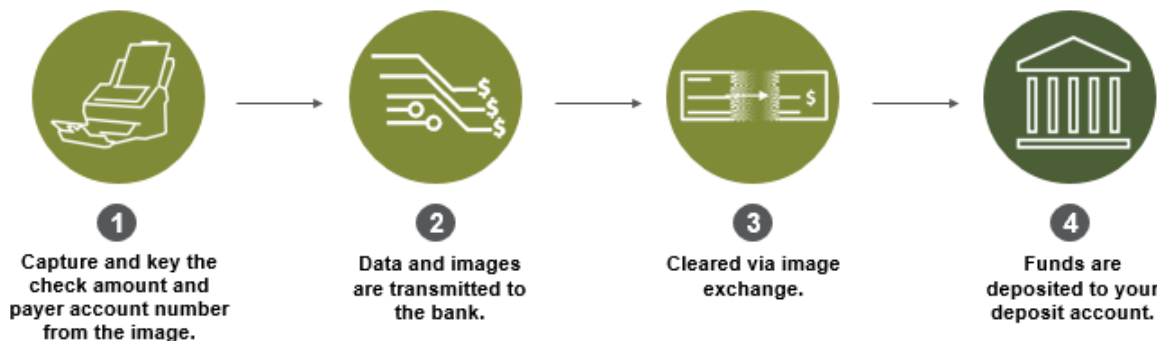 $
$
$
$
1
Capture and key the
check amount and
payer account number
from the image.
2
Data and images
are transmitted to
the bank.
3
Cleared via image
exchange.
4
Funds are
deposited to your
deposit account.